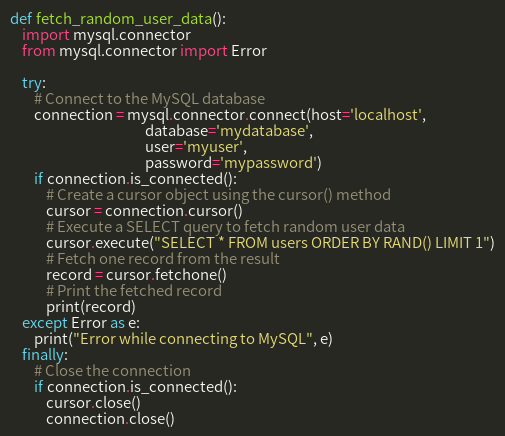 def fetch_random_user_data():
    import mysql.connector
    from mysql.connector import Error

    try:
        # Connect to the MySQL database
        connection = mysql.connector.connect(host='localhost',
                                             database='mydatabase',
                                             user='myuser',
                                             password='mypassword')
        if connection.is_connected():
            # Create a cursor object using the cursor() method
            cursor = connection.cursor()
            # Execute a SELECT query to fetch random user data
            cursor.execute("SELECT * FROM users ORDER BY RAND() LIMIT 1")
            # Fetch one record from the result
            record = cursor.fetchone()
            # Print the fetched record
            print(record)
    except Error as e:
        print("Error while connecting to MySQL", e)
    finally:
        # Close the connection
        if connection.is_connected():
            cursor.close()
            connection.close()